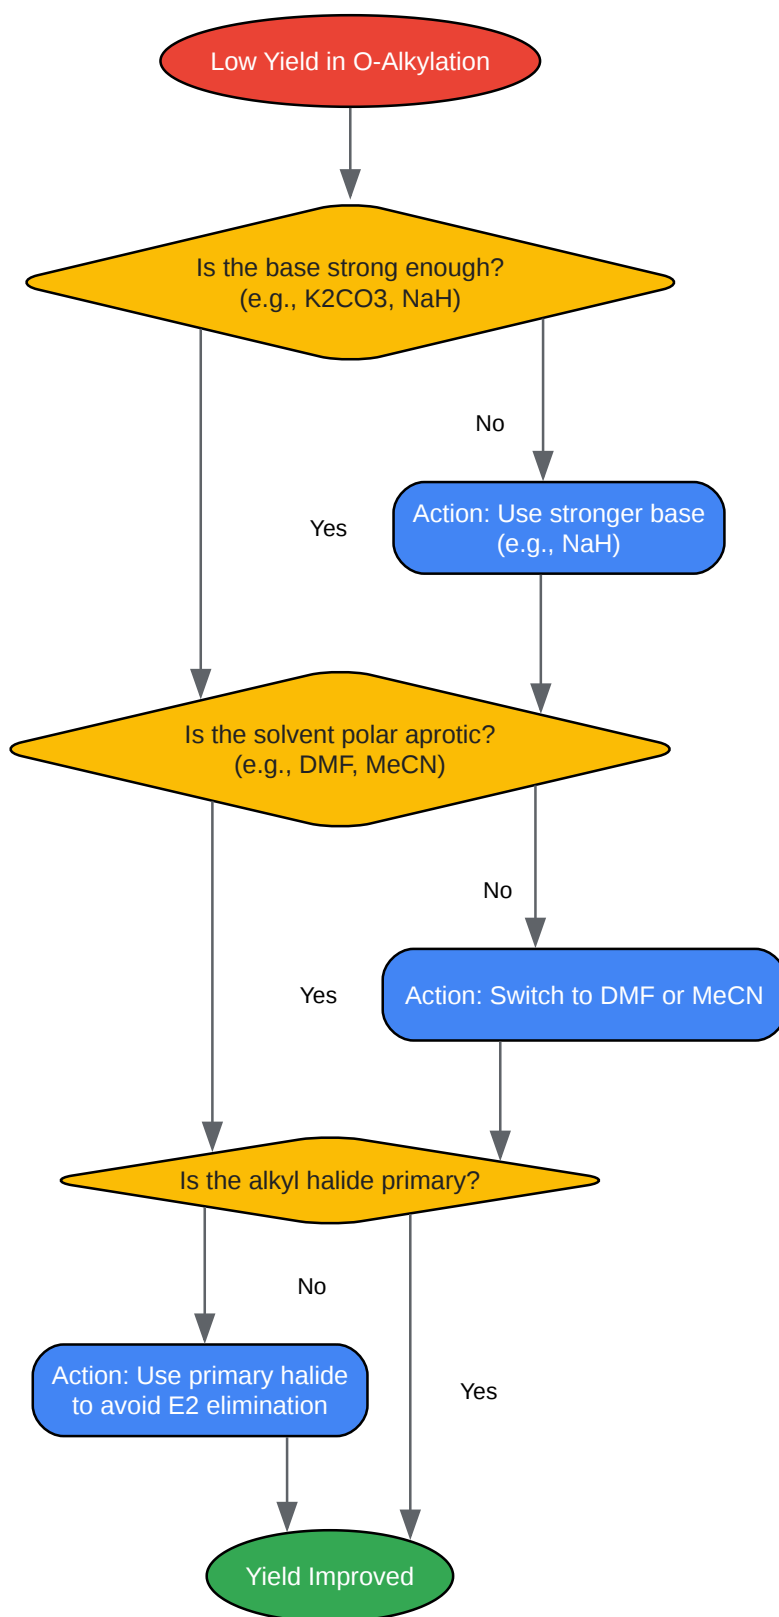 Low Yield in O-Alkylation
Is the base strong enough?
(e.g., K2CO3, NaH)
No
Action: Use stronger base
(e.g., NaH)
Yes
Is the solvent polar aprotic?
(e.g., DMF, MeCN)
No
Action: Switch to DMF or MeCN
Yes
Is the alkyl halide primary?
No
Action: Use primary halide
to avoid E2 elimination
Yes
Yield Improved